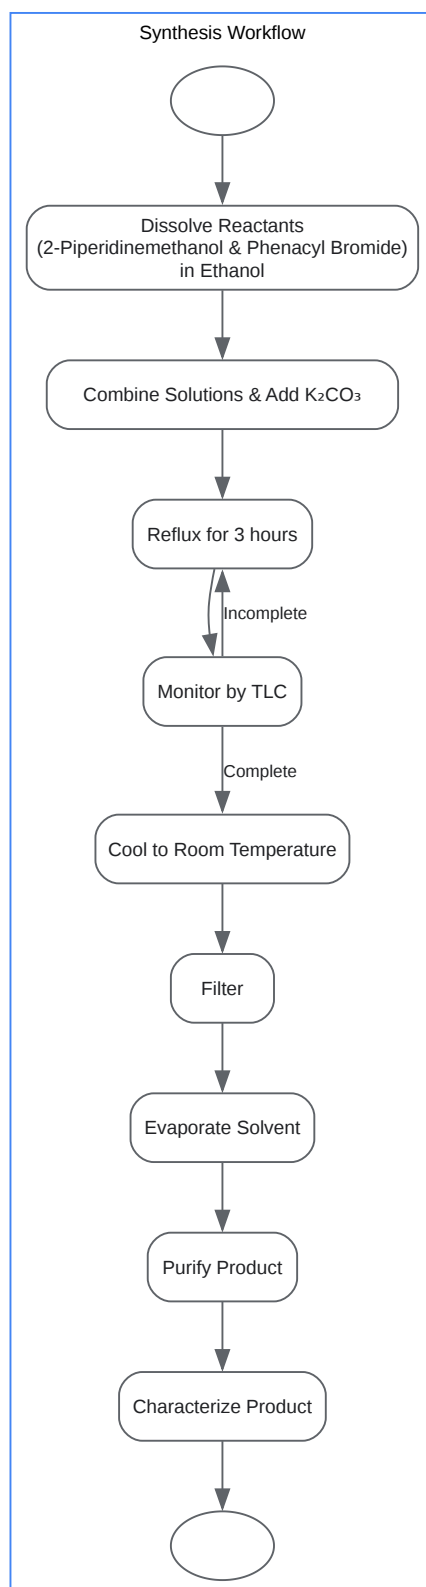 Synthesis Workflow
Dissolve Reactants
(2-Piperidinemethanol & Phenacyl Bromide)
in Ethanol
Combine Solutions & Add K₂CO₃
Reflux for 3 hours
Incomplete
Monitor by TLC
Complete
Cool to Room Temperature
Filter
Evaporate Solvent
Purify Product
Characterize Product